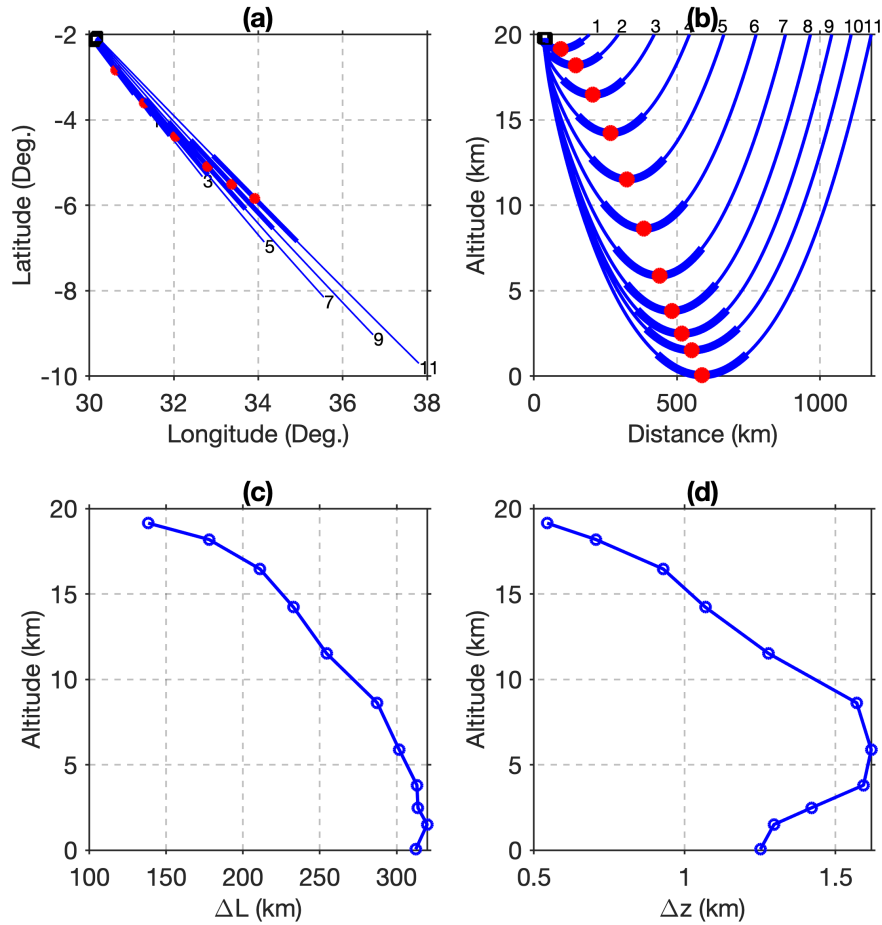 (a)
-2
-4
-6
-8
-10
Latitude (Deg.)
1
3
5
7
9
11
30 32 34 36 38
Longitude (Deg.)
(b)
1 2 3 4 5 6 7 8 9 10 11
20
15
10
5
0
Altitude (km)
0 500 1000
Distance (km)
(c)
20
15
10
5
0
Altitude (km)
100 150 200 250 300
ΔL (km)
(d)
20
15
10
5
0
Altitude (km)
0.5 1 1.5
Δz (km)